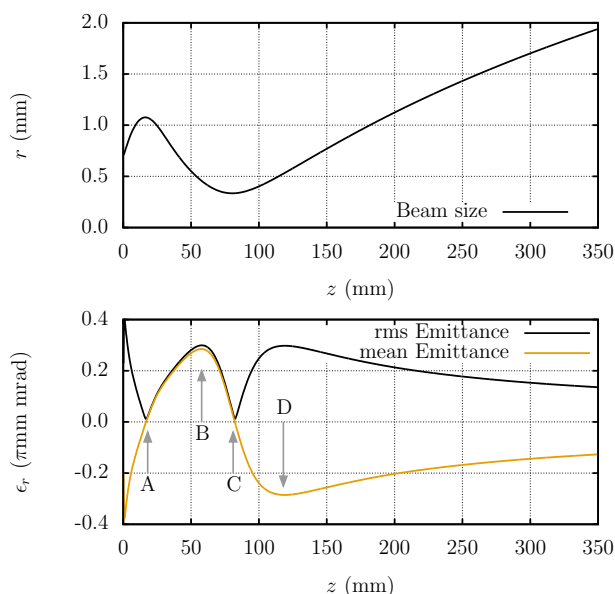 2.0
1.5
1.0
0.5
0.0
r (mm)
Beam size
0 50 100 150 200 250 300 350
z (mm)
0.4
0.2
0.0
-0.2
-0.4
ϵr (πmm mrad)
rms Emittance
mean Emittance
D
B
A
C
0 50 100 150 200 250 300 350
z (mm)